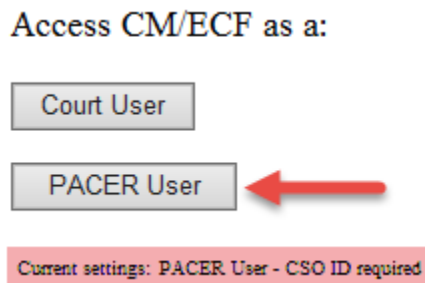 Access CM/ECF as a:
Court User
PACER User
Current settings: PACER User - CSO ID required